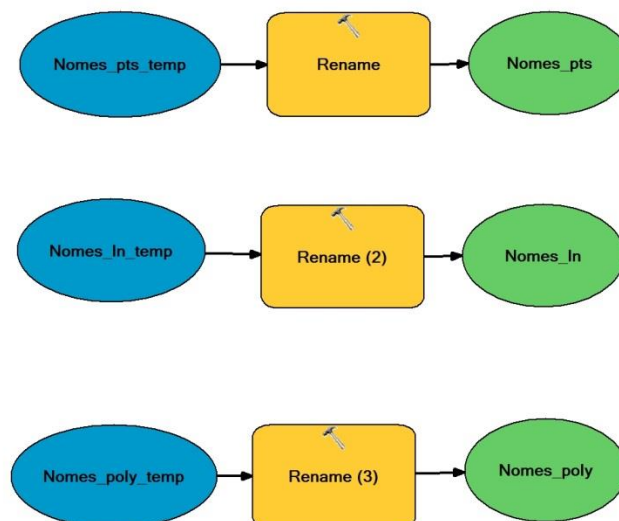 Nomes_pts_temp
Rename
Nomes_pts
Nomes_ln_temp
Rename (2)
Nomes_ln
Nomes_poly_temp
Rename (3)
Nomes_poly